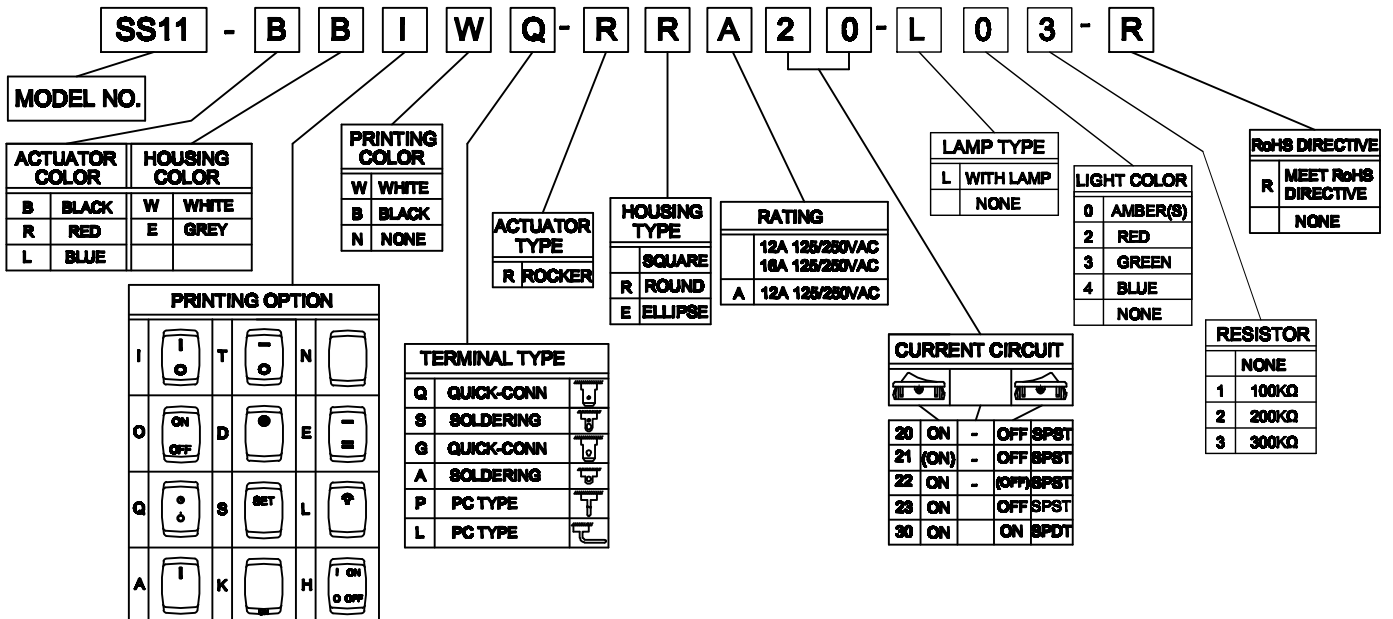 SS11 - B B I W Q - R R A 2 0 - L 0 3 - R
MODEL NO.
ACTUATOR COLOR
B BLACK
R RED
L BLUE
HOUSING COLOR
W WHITE
E GREY
PRINTING OPTION
I I O T – O N
O ON OFF D E – =
Q S SET L
A I K H I ON O OFF
PRINTING COLOR
W WHITE
B BLACK
N NONE
TERMINAL TYPE
Q QUICK-CONN
S SOLDERING
G QUICK-CONN
A SOLDERING
P PC TYPE
L PC TYPE
ACTUATOR TYPE
R ROCKER
HOUSING TYPE
SQUARE
R ROUND
E ELLIPSE
RATING
12A 125/250VAC
16A 125/250VAC
A 12A 125/250VAC
CURRENT CIRCUIT
20 ON - OFF SPST
21 (ON) - OFF SPST
22 ON - (OFF) SPST
23 ON OFF SPST
30 ON ON SPDT
LAMP TYPE
L WITH LAMP
NONE
LIGHT COLOR
0 AMBER(S)
2 RED
3 GREEN
4 BLUE
NONE
RESISTOR
NONE
1 100KΩ
2 200KΩ
3 300KΩ
RoHS DIRECTIVE
R MEET RoHS DIRECTIVE
NONE